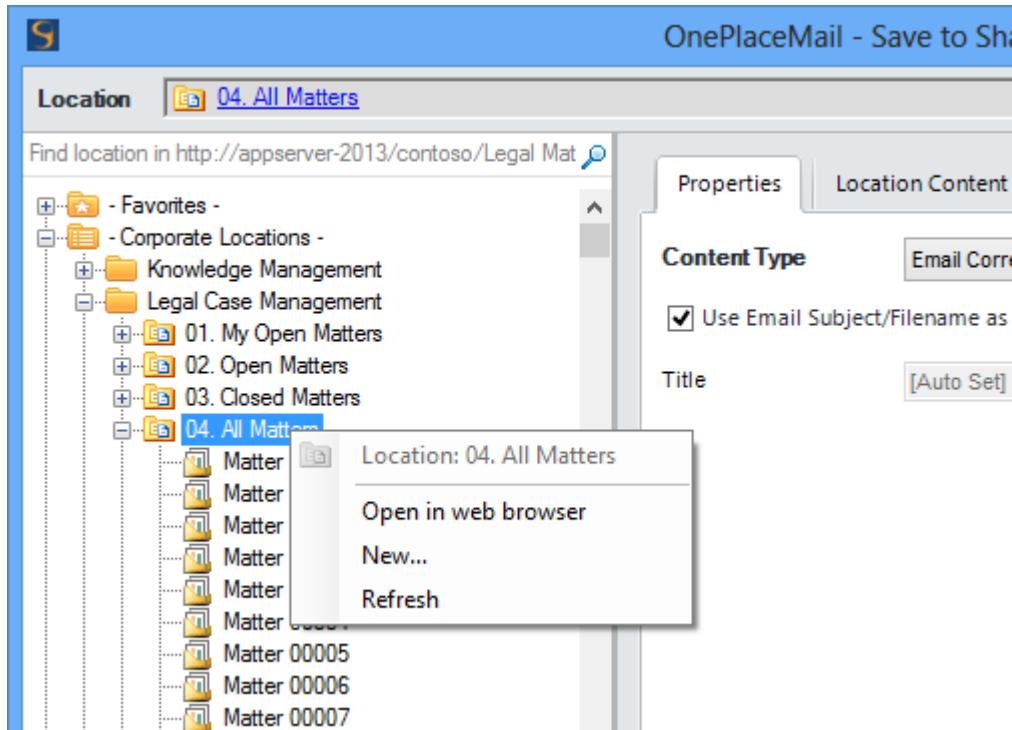 OnePlaceMail - Save to Sha
Location 04. All Matters
Find location in http://appserver-2013/contoso/Legal Mat
Properties Location Content
- Favorites -
- Corporate Locations -
Knowledge Management
Legal Case Management
01. My Open Matters
02. Open Matters
03. Closed Matters
04. All Matters
Matter
Matter
Matter
Matter
Matter
Matter
Matter 00005
Matter 00006
Matter 00007
Location: 04. All Matters
Open in web browser
New...
Refresh
Content Type Email Corre
Use Email Subject/Filename as
Title [Auto Set]